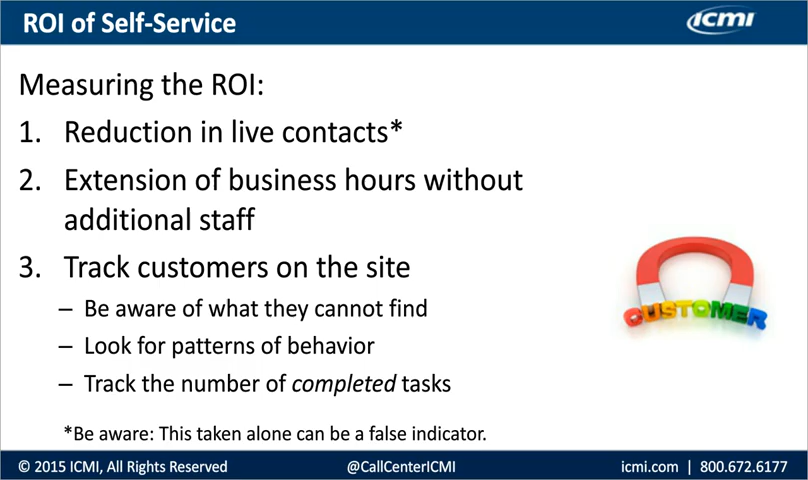 ROI of Self-Service
icmi
Measuring the ROI:
1. Reduction in live contacts*
2. Extension of business hours without
additional staff
3. Track customers on the site
– Be aware of what they cannot find
– Look for patterns of behavior
– Track the number of completed tasks
CUSTOMER
*Be aware: This taken alone can be a false indicator.
© 2015 ICMI, All Rights Reserved
@CallCenterICMI
icmi.com | 800.672.6177